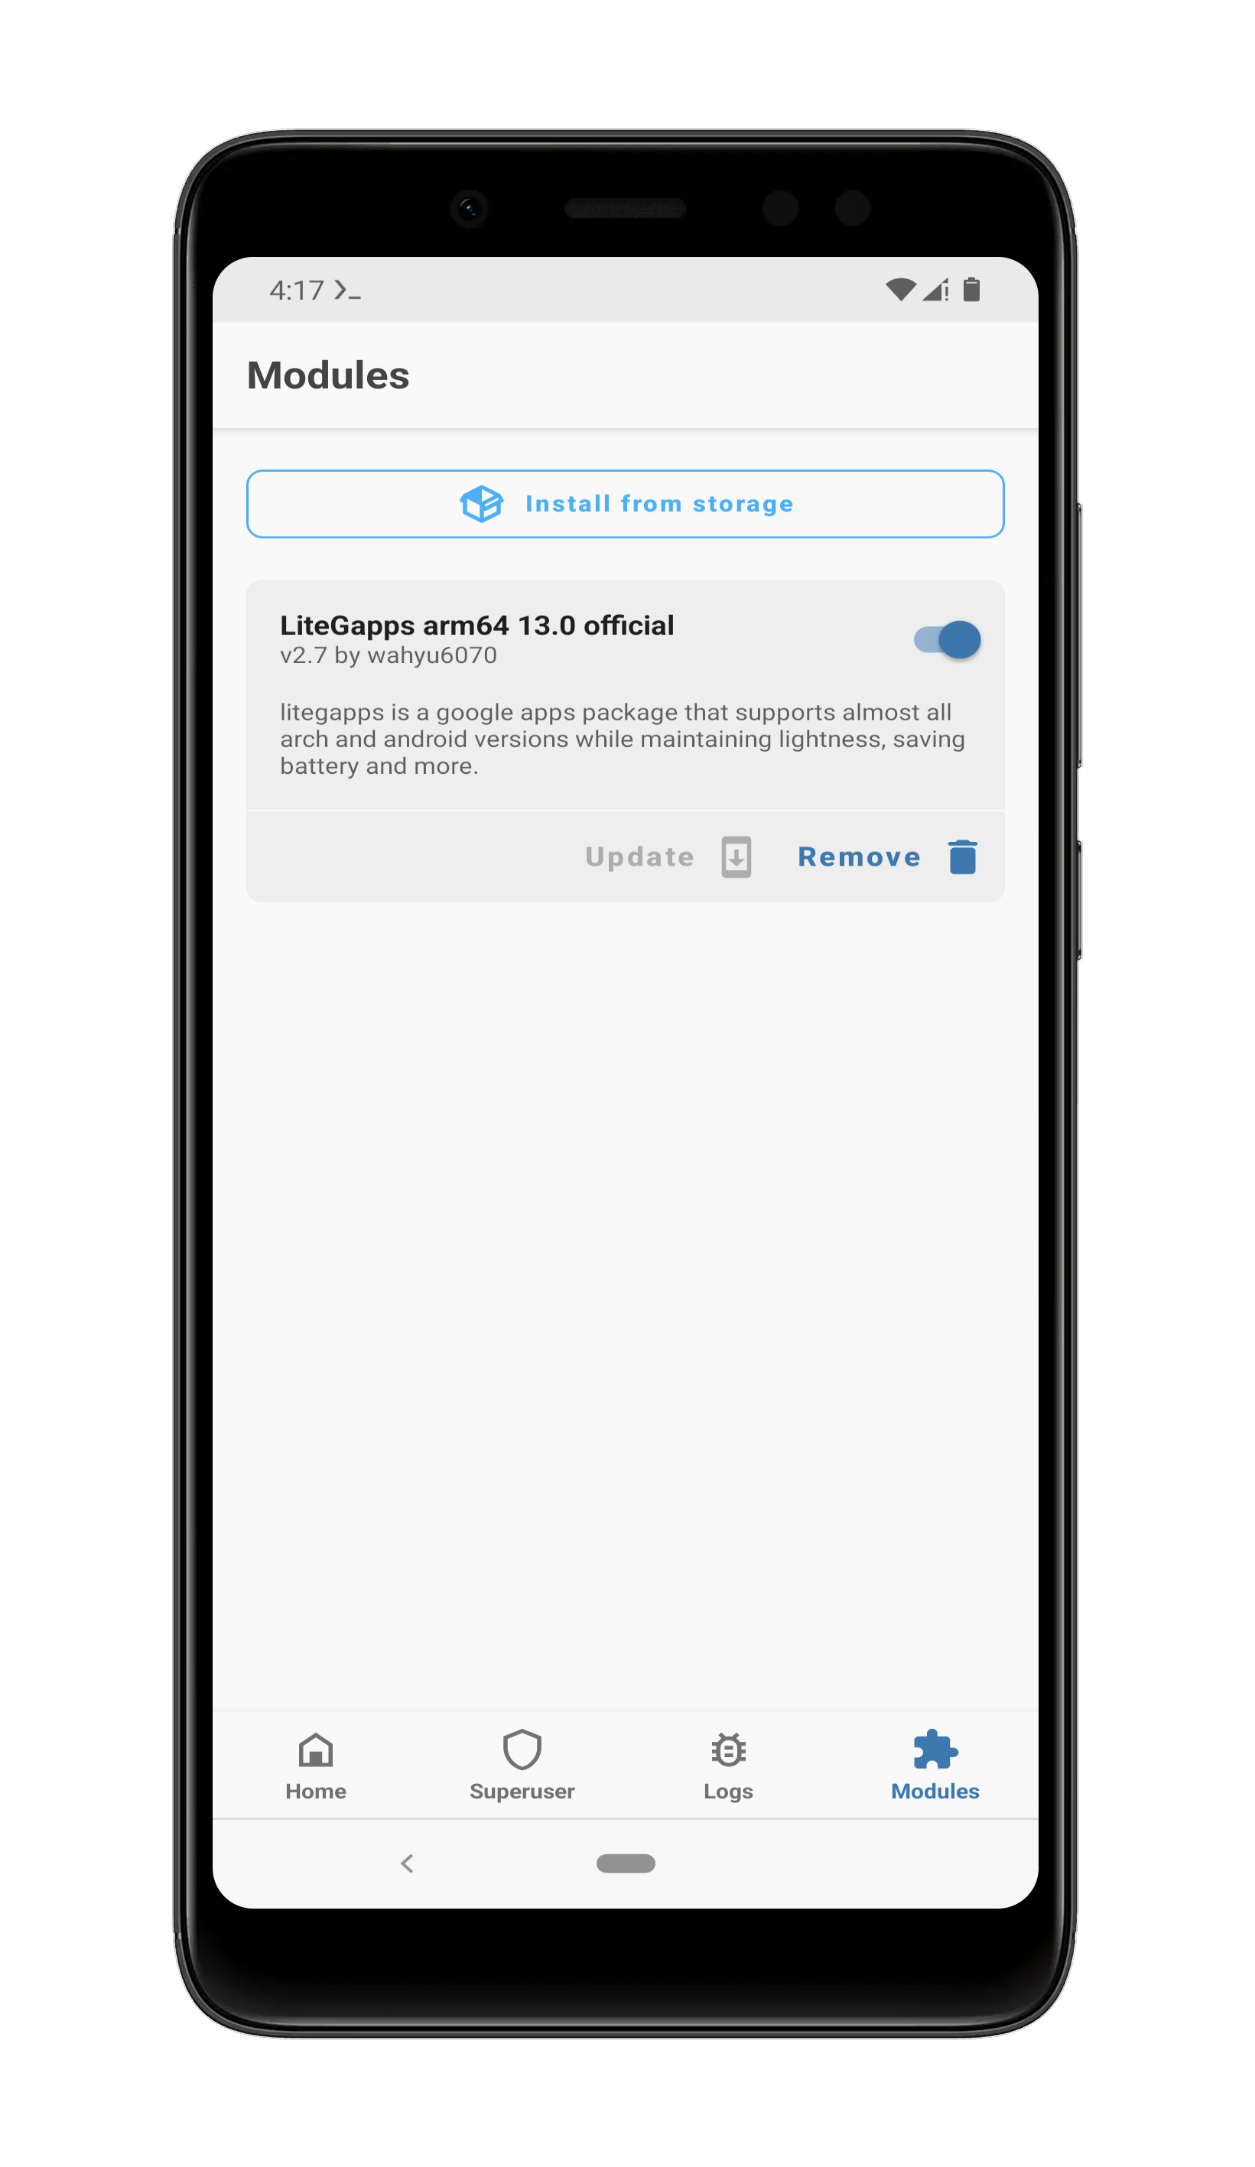 4:17
Modules
Install from storage
LiteGapps arm64 13.0 official
v2.7 by wahyu6070
litegapps is a google apps package that supports almost all
arch and android versions while maintaining lightness, saving
battery and more.
Update Remove
Home Superuser Logs Modules